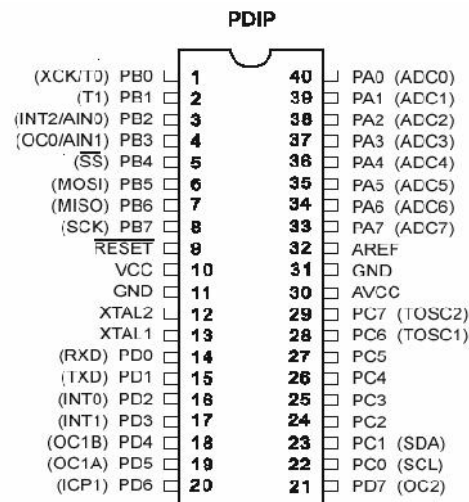 PDIP
(XCK/T0) PB0 1 40 PA0 (ADC0)
(T1) PB1 2 39 PA1 (ADC1)
(INT2/AIN0) PB2 3 38 PA2 (ADC2)
(OC0/AIN1) PB3 4 37 PA3 (ADC3)
(SS) PB4 5 36 PA4 (ADC4)
(MOSI) PB5 6 35 PA5 (ADC5)
(MISO) PB6 7 34 PA6 (ADC6)
(SCK) PB7 8 33 PA7 (ADC7)
RESET 9 32 AREF
VCC 10 31 GND
GND 11 30 AVCC
XTAL2 12 29 PC7 (TOSC2)
XTAL1 13 28 PC6 (TOSC1)
(RXD) PD0 14 27 PC5
(TXD) PD1 15 26 PC4
(INT0) PD2 16 25 PC3
(INT1) PD3 17 24 PC2
(OC1B) PD4 18 23 PC1 (SDA)
(OC1A) PD5 19 22 PC0 (SCL)
(ICP1) PD6 20 21 PD7 (OC2)